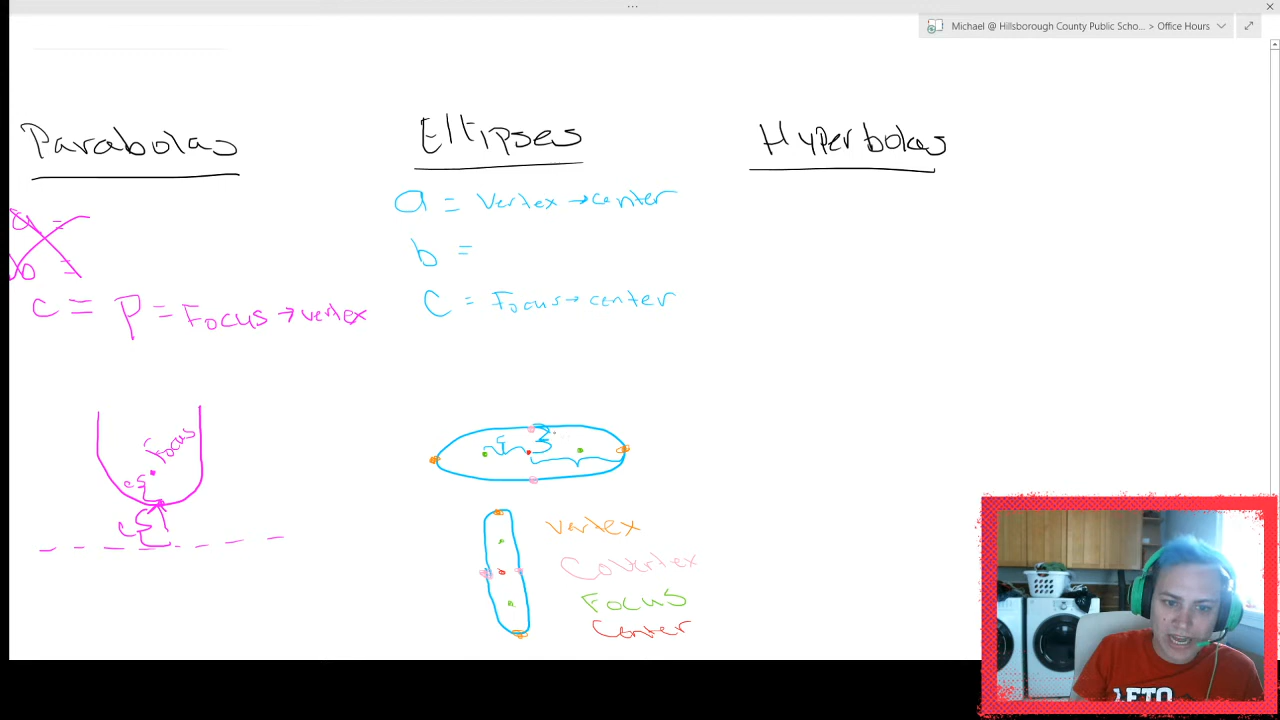 Michael @ Hillsborough County Public Scho... > Office Hours
Parabolas
a =
b =
c = p = Focus → vertex
Focus
c
c
Ellipses
a = Vertex → center
b =
c = Focus → center
Vertex
Covertex
Focus
Center
Hyperbolas
LETO